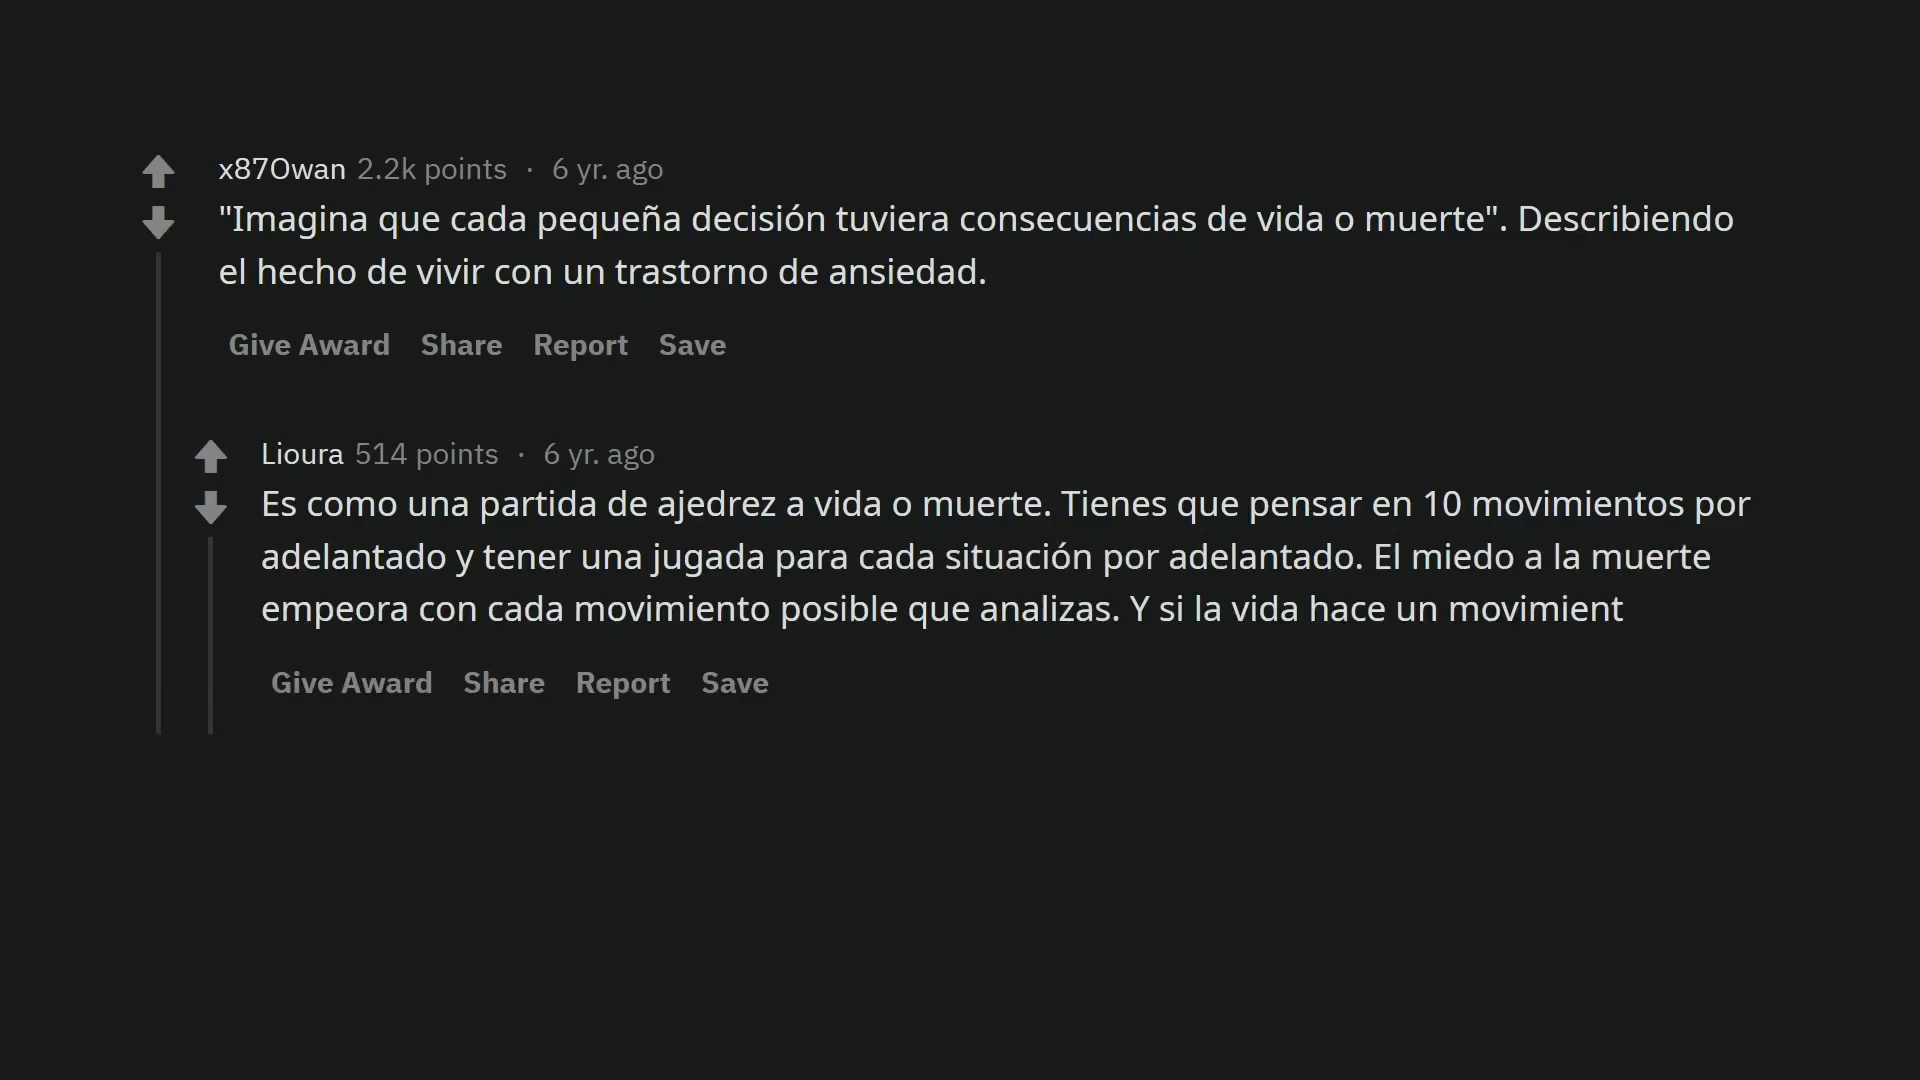 x87Owan 2.2k points · 6 yr. ago
"Imagina que cada pequeña decisión tuviera consecuencias de vida o muerte". Describiendo
el hecho de vivir con un trastorno de ansiedad.
Give Award Share Report Save
Lioura 514 points · 6 yr. ago
Es como una partida de ajedrez a vida o muerte. Tienes que pensar en 10 movimientos por
adelantado y tener una jugada para cada situación por adelantado. El miedo a la muerte
empeora con cada movimiento posible que analizas. Y si la vida hace un movimient
Give Award Share Report Save